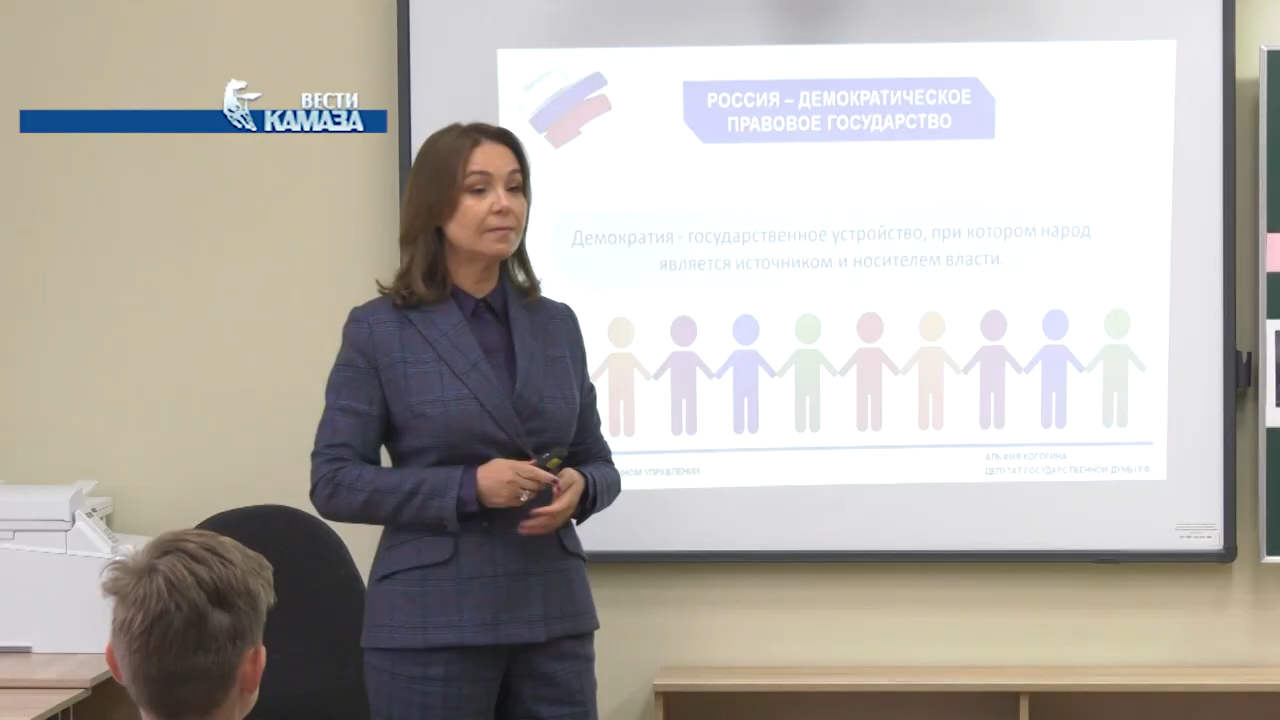 ВЕСТИ
КАМАЗА
РОССИЯ – ДЕМОКРАТИЧЕСКОЕ
ПРАВОВОЕ ГОСУДАРСТВО
Демократия - государственное устройство, при котором народ
является источником и носителем власти.
УПРАВЛЕНИИ
АЛЬФИЯ КОГОГИНА
ДЕПУТАТ ГОСУДАРСТВЕННОЙ ДУМЫ РФ